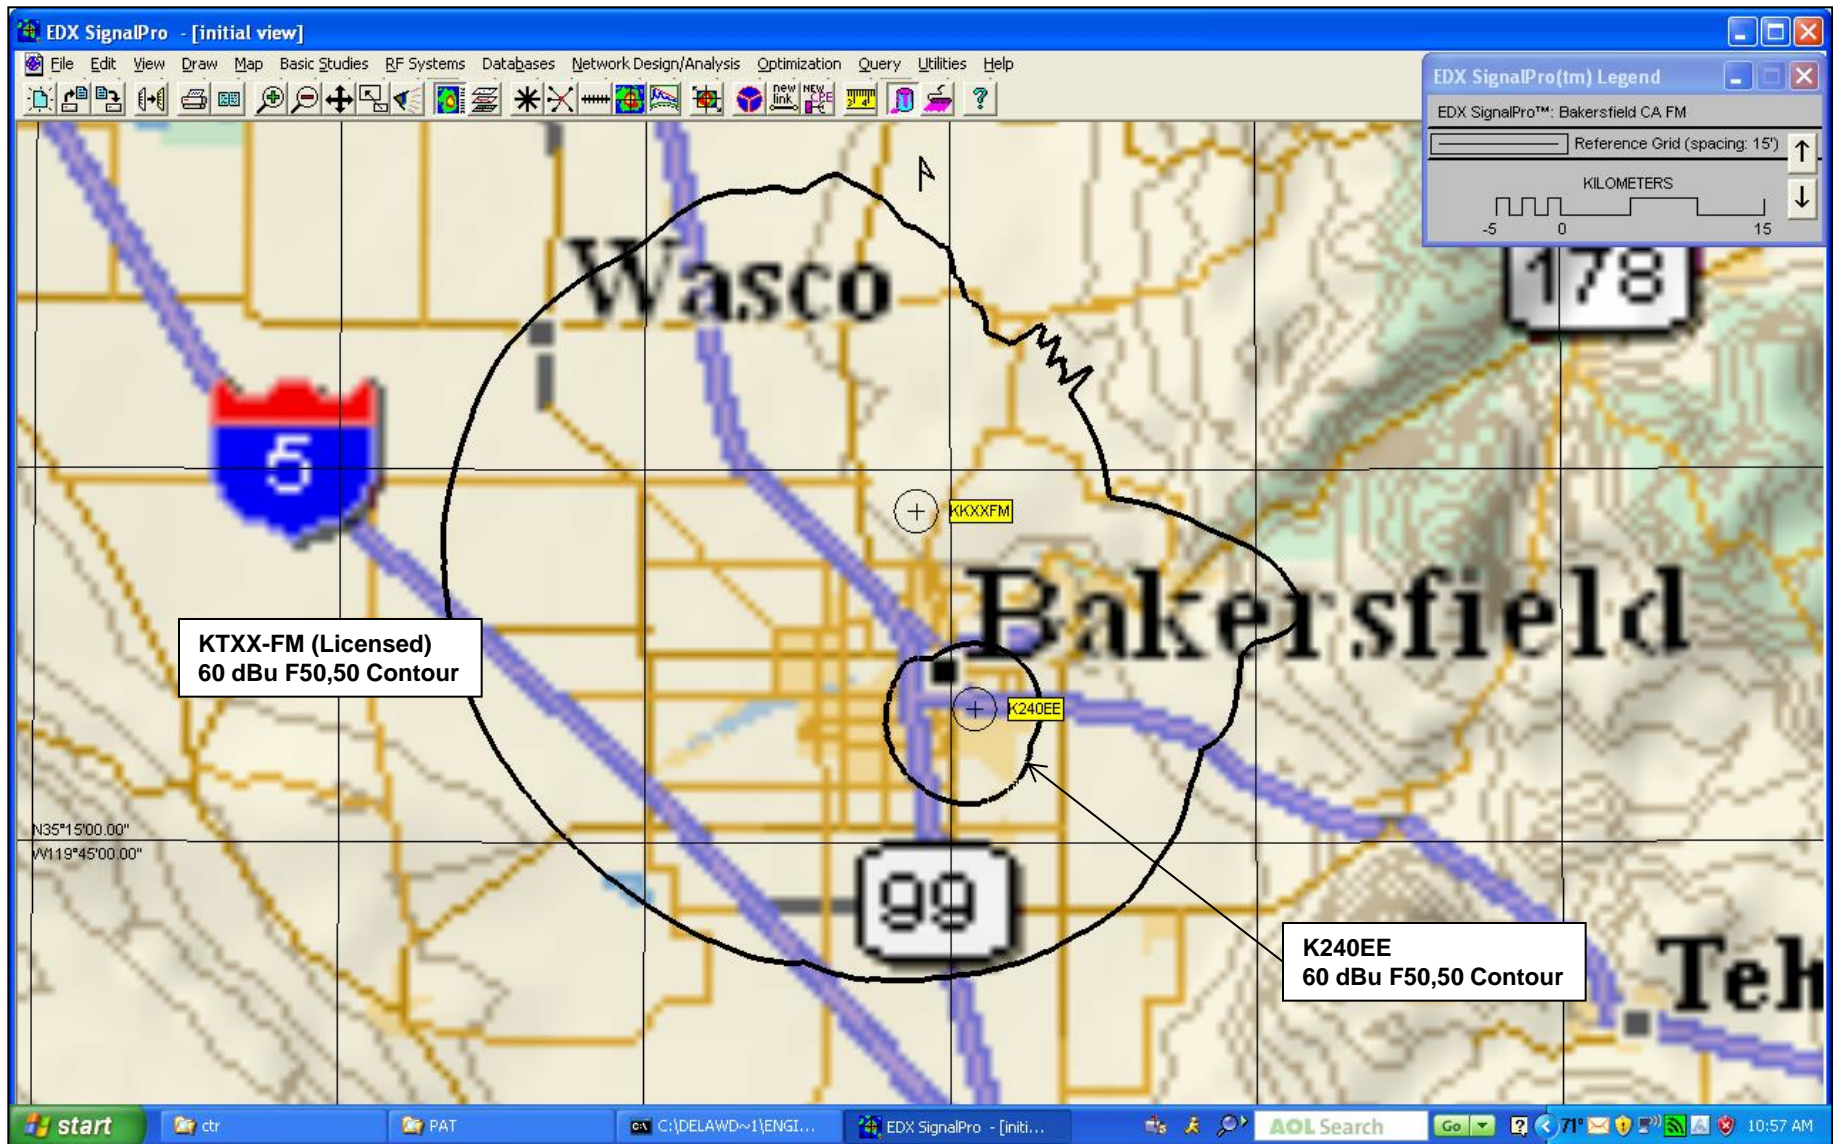 EDX SignalPro - [initial view]
File Edit View Draw Map Basic Studies RF Systems Databases Network Design/Analysis Optimization Query Utilities Help
new link NEW CPE
EDX SignalPro(tm) Legend
EDX SignalPro™: Bakersfield CA FM
Reference Grid (spacing: 15')
KILOMETERS
-5 0 15
178
Wasco
5
KKXXFM
Bakersfield
KTXX-FM (Licensed)
60 dBu F50,50 Contour
K240EE
N35°15'00.00"
W119°45'00.00"
99
K240EE
60 dBu F50,50 Contour
Teh
start ctr PAT C:\DELAWD~1\ENGI... EDX SignalPro - [initi... AOL Search Go 71° 10:57 AM